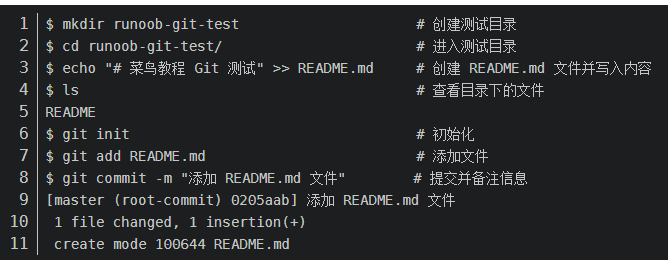 1 $ mkdir runoob-git-test # 创建测试目录
2 $ cd runoob-git-test/ # 进入测试目录
3 $ echo "# 菜鸟教程 Git 测试" >> README.md # 创建 README.md 文件并写入内容
4 $ ls # 查看目录下的文件
5 README
6 $ git init # 初始化
7 $ git add README.md # 添加文件
8 $ git commit -m "添加 README.md 文件" # 提交并备注信息
9 [master (root-commit) 0205aab] 添加 README.md 文件
10 1 file changed, 1 insertion(+)
11 create mode 100644 README.md